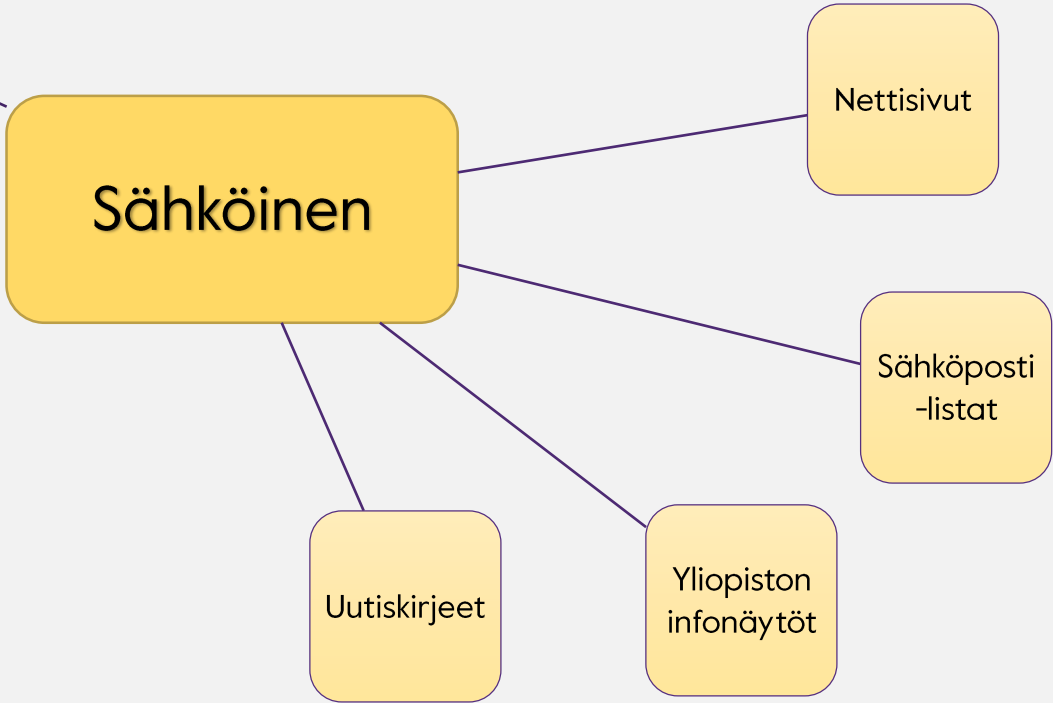 Nettisivut
Sähköinen
Sähköposti
-listat
Yliopiston
infonäytöt
Uutiskirjeet